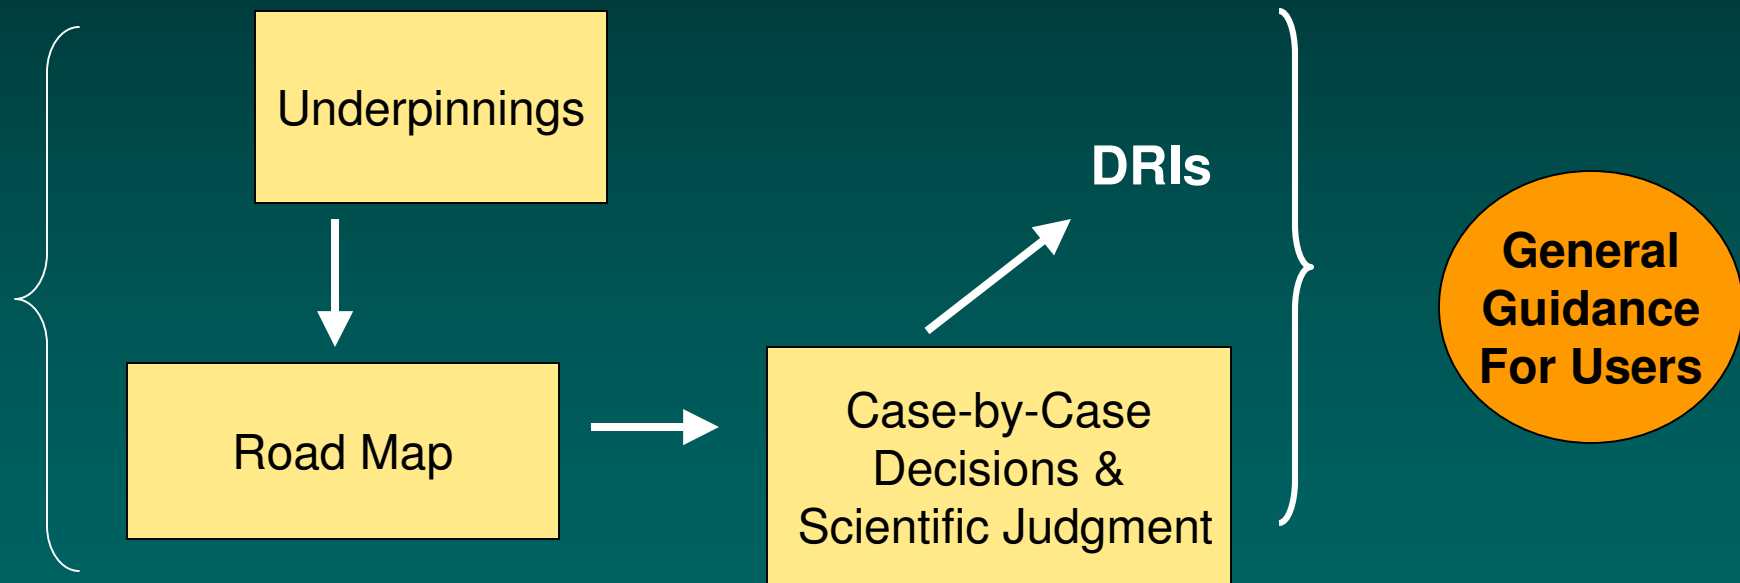 Underpinnings
Road Map
Case-by-Case
Decisions &
Scientific Judgment
DRIs
General
Guidance
For Users